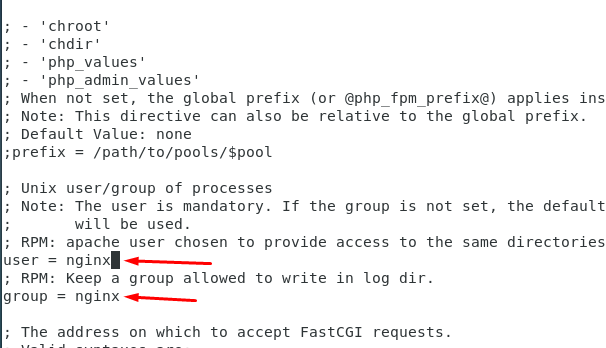 ; - 'chroot'
; - 'chdir'
; - 'php_values'
; - 'php_admin_values'
; When not set, the global prefix (or @php_fpm_prefix@) applies ins
; Note: This directive can also be relative to the global prefix.
; Default Value: none
;prefix = /path/to/pools/$pool
; Unix user/group of processes
; Note: The user is mandatory. If the group is not set, the default
;       will be used.
; RPM: apache user chosen to provide access to the same directories
user = nginx
; RPM: Keep a group allowed to write in log dir.
group = nginx
; The address on which to accept FastCGI requests.
; Valid syntaxes are: